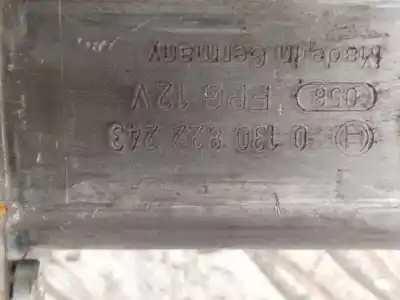 0 130 822 243
058 FPG 12V
Made in Germany